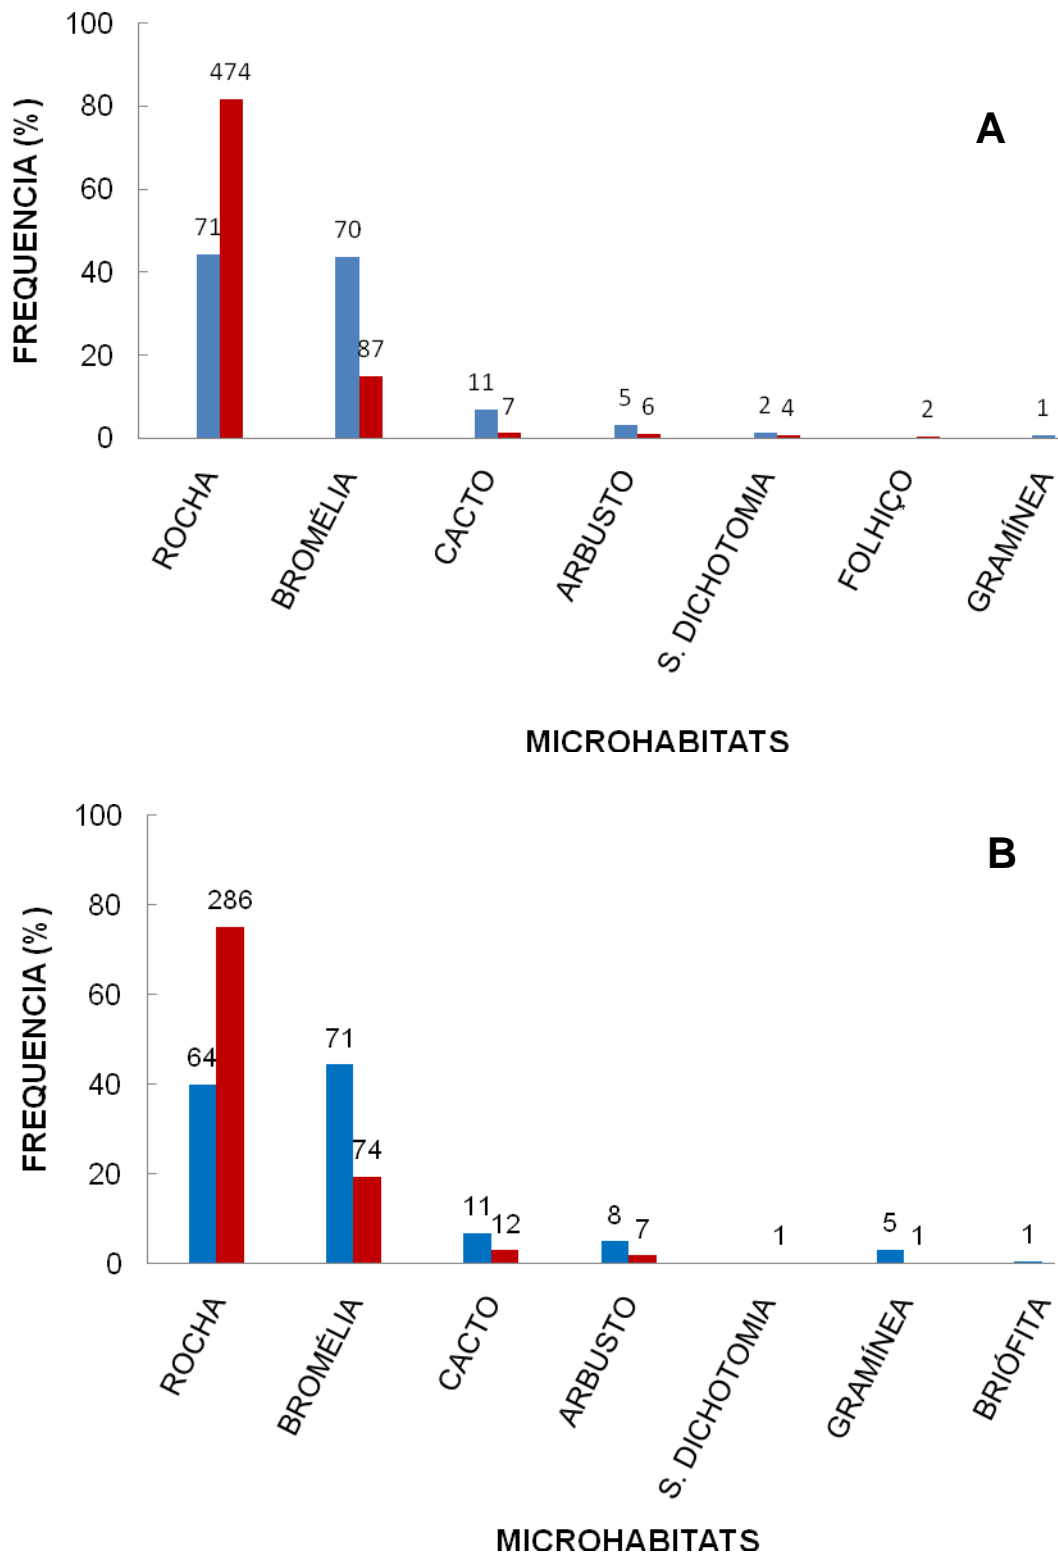 100
474
A
80
FREQUENCIA (%)
60
71
70
40
87
20
11
7
5
6
2
4
2
1
0
ROCHA
BROMÉLIA
CACTO
ARBUSTO
S. DICHOTOMIA
FOLHIÇO
GRAMÍNEA
MICROHABITATS
100
B
286
80
FREQUENCIA (%)
60
64
71
40
74
20
11
12
8
7
1
5
1
1
0
ROCHA
BROMÉLIA
CACTO
ARBUSTO
S. DICHOTOMIA
GRAMÍNEA
BRIÓFITA
MICROHABITATS